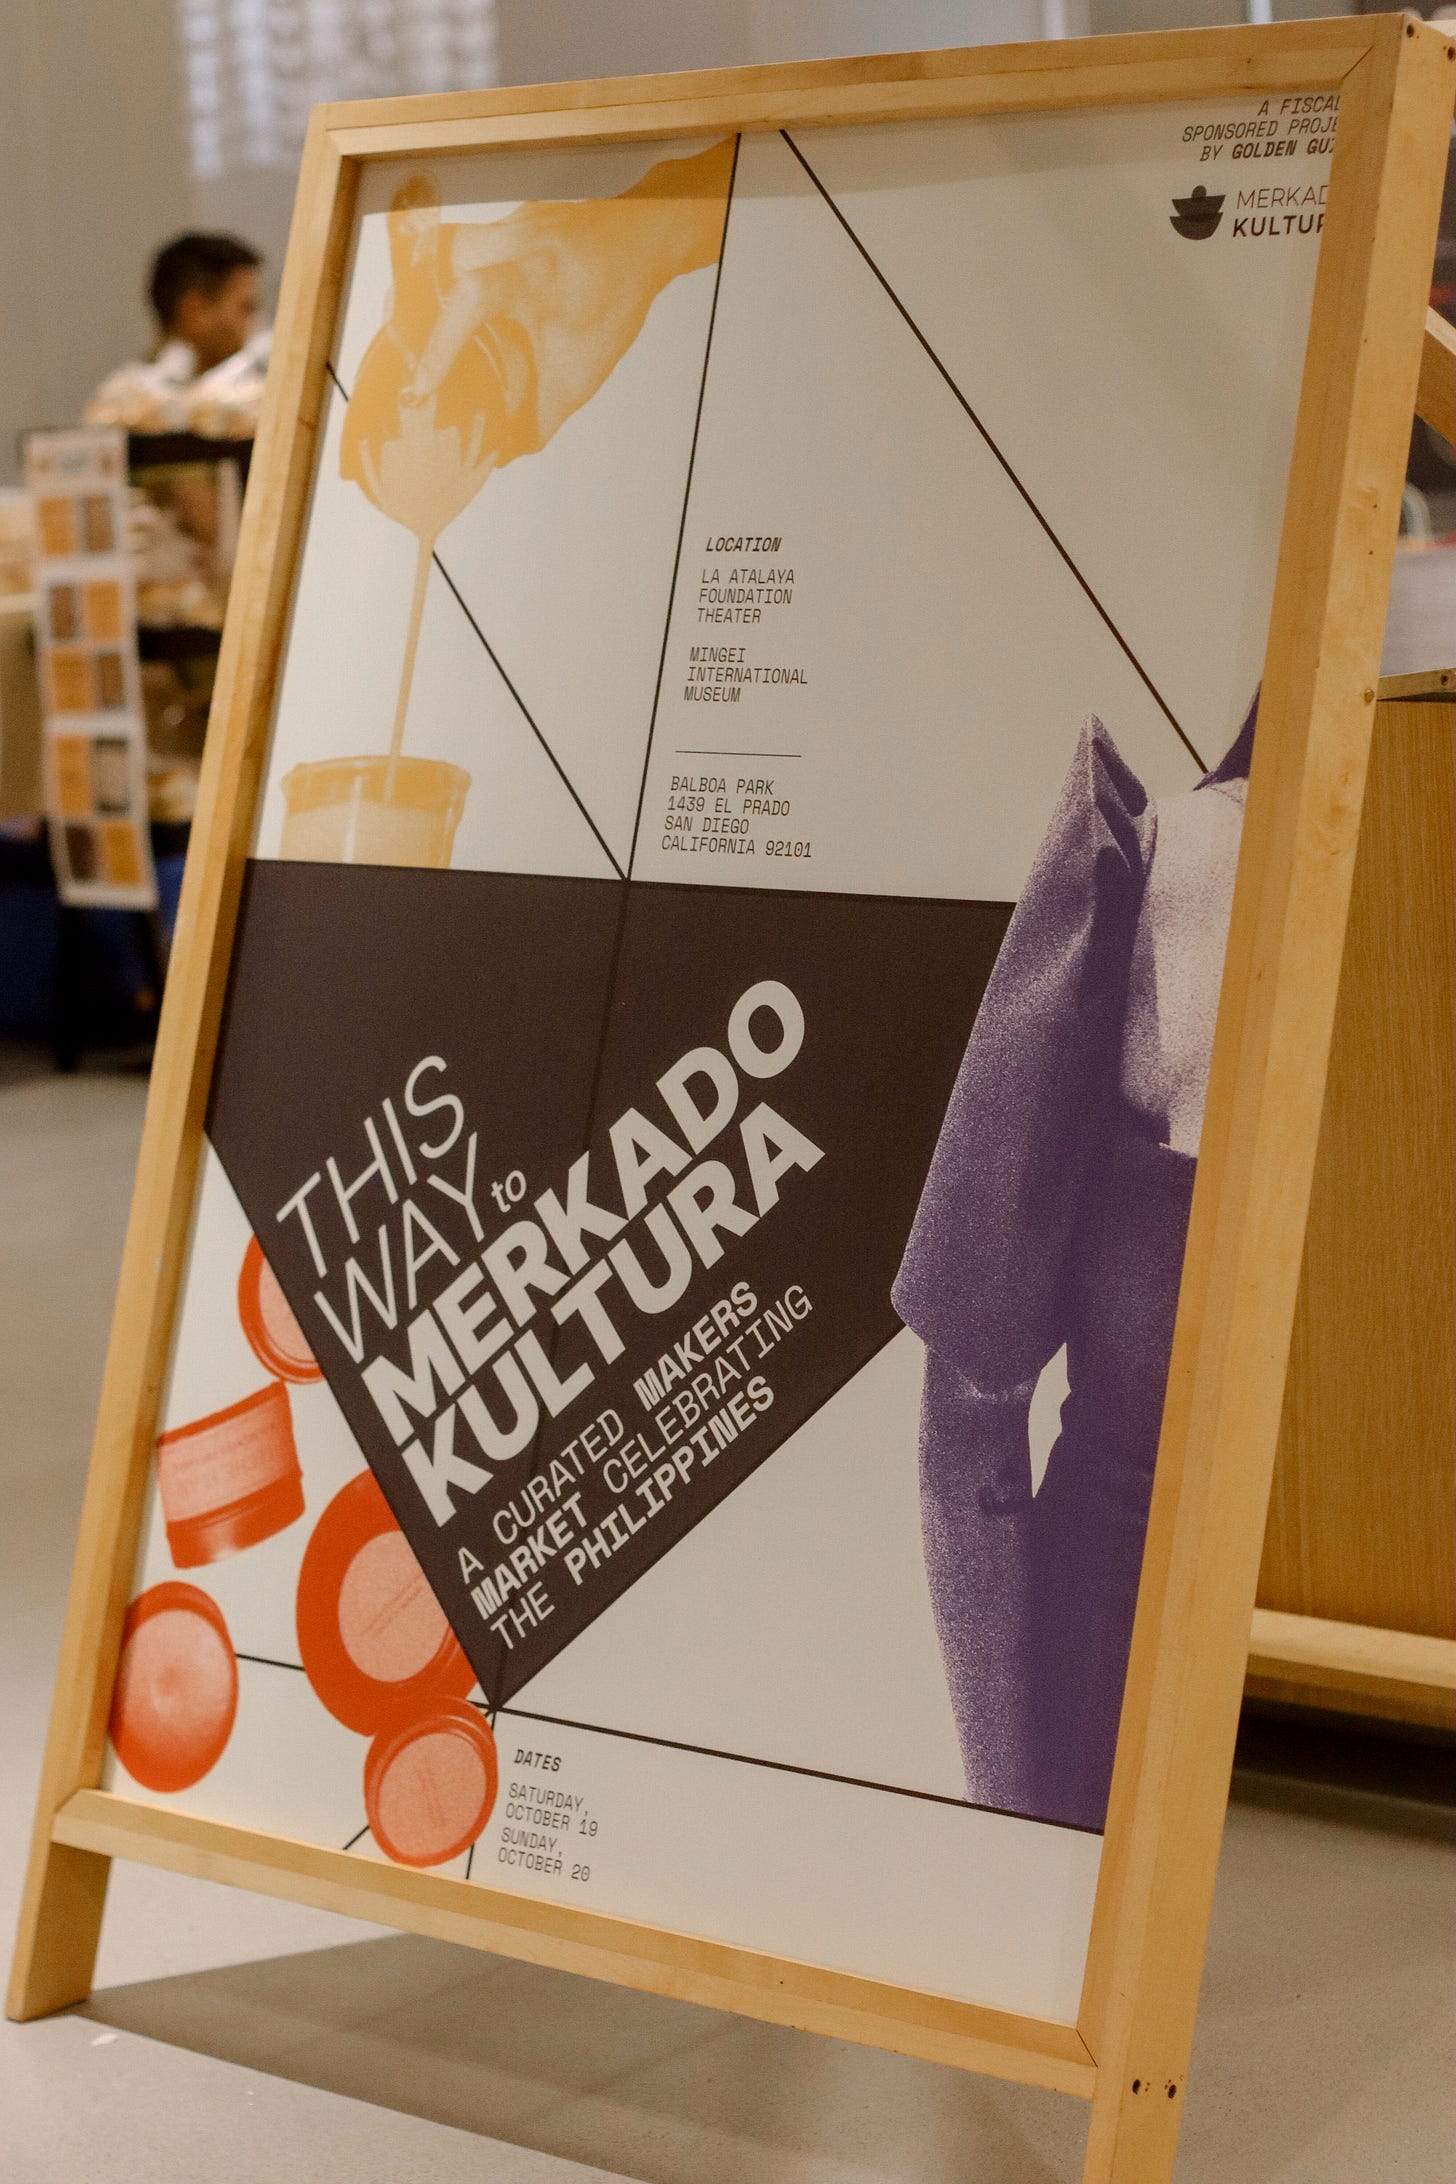 A FISCAL
SPONSORED PROJE
BY GOLDEN GU
MERKAD
KULTUR
LOCATION
LA ATALAYA
FOUNDATION
THEATER
MINGEI
INTERNATIONAL
MUSEUM
BALBOA PARK
1439 EL PRADO
SAN DIEGO
CALIFORNIA 92101
THIS
WAY to
MERKADO
KULTURA
A CURATED MAKERS
MARKET CELEBRATING
THE PHILIPPINES
DATES
SATURDAY,
OCTOBER 19
SUNDAY,
OCTOBER 20